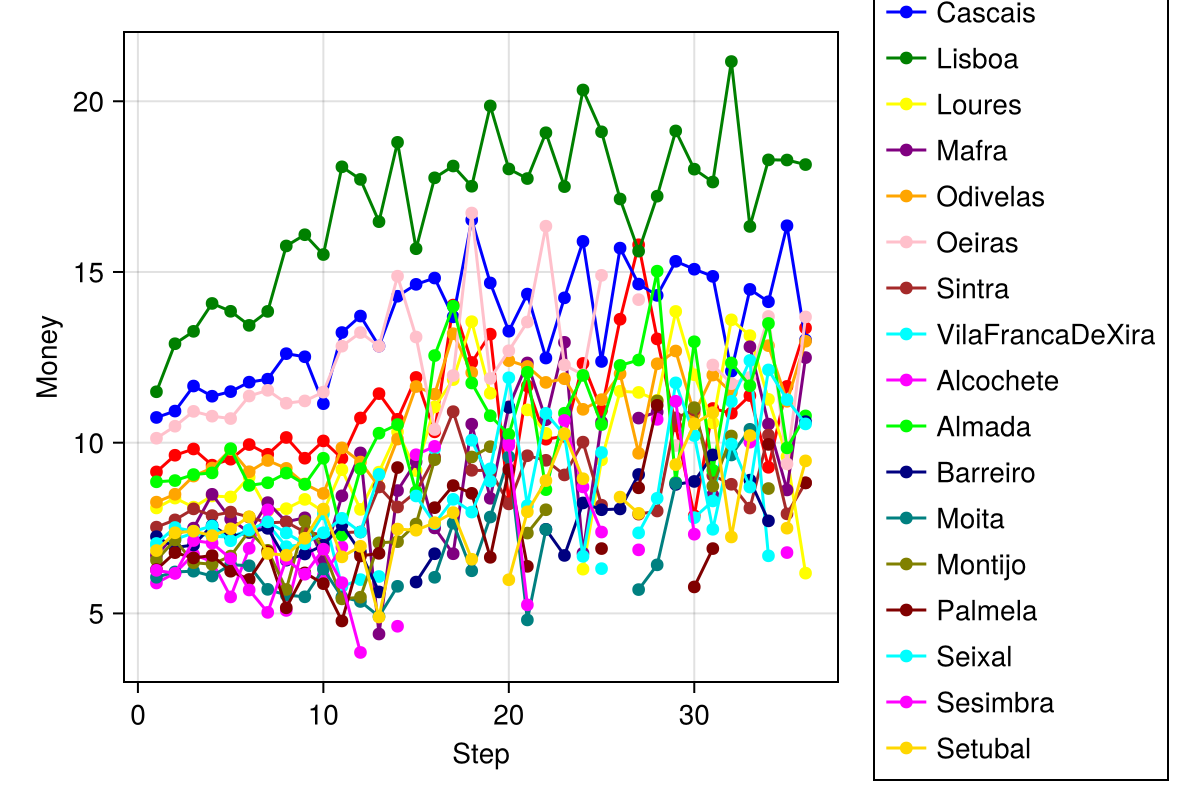 20
15
10
5
Money
0 10 20 30
Step
Cascais
Lisboa
Loures
Mafra
Odivelas
Oeiras
Sintra
VilaFrancaDeXira
Alcochete
Almada
Barreiro
Moita
Montijo
Palmela
Seixal
Sesimbra
Setubal